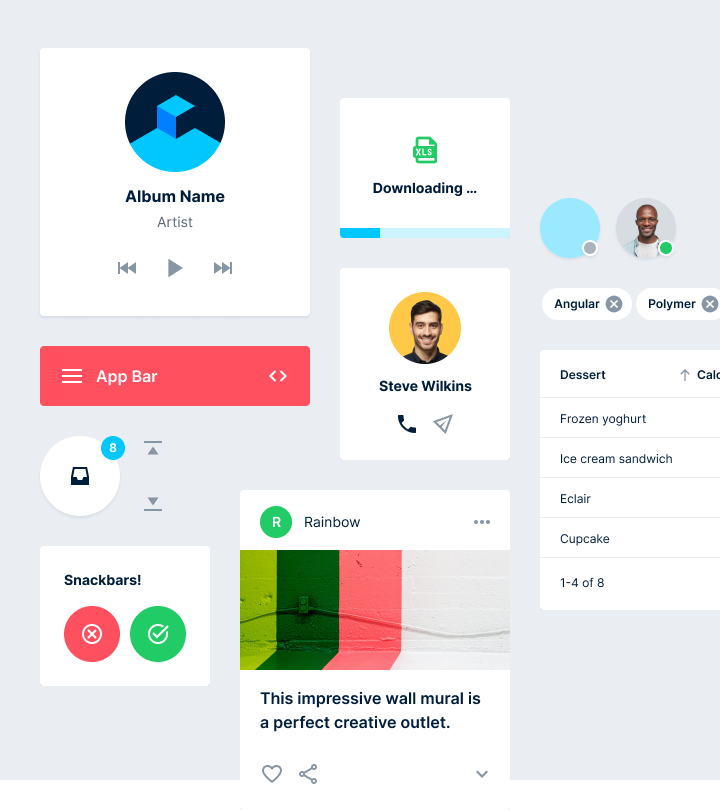 Album Name
Artist
App Bar
8
Snackbars!
XLS
Downloading ...
Steve Wilkins
R
Rainbow
This impressive wall mural is
a perfect creative outlet.
Angular
Polymer
Dessert
Frozen yoghurt
Ice cream sandwich
Eclair
Cupcake
1-4 of 8